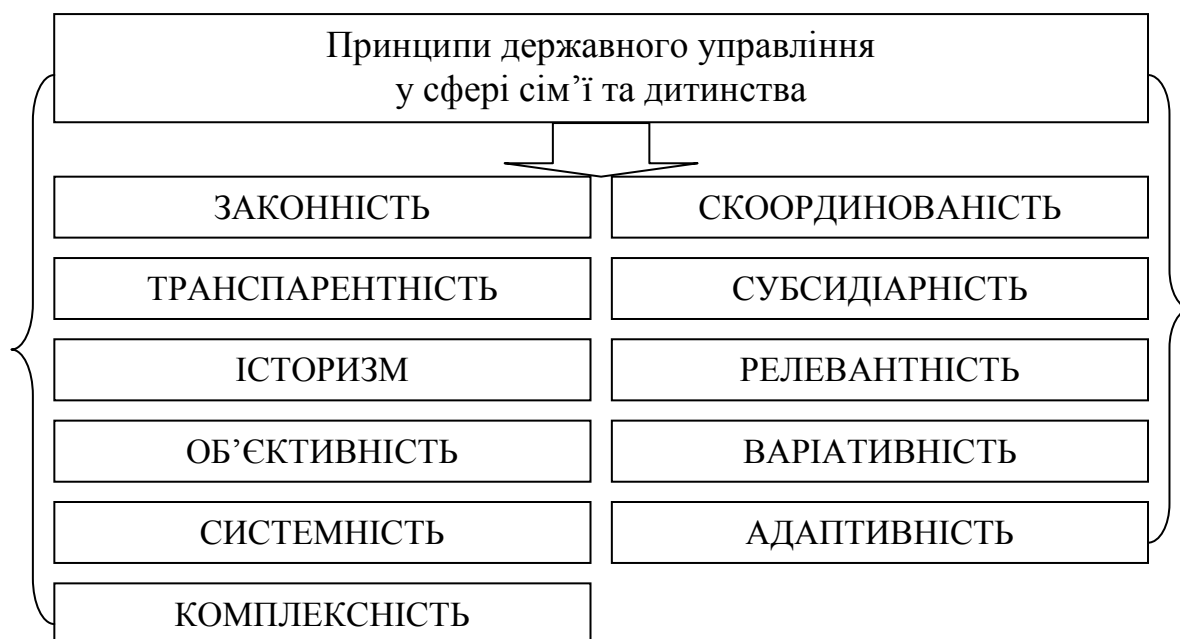 Принципи державного управління
у сфері сім’ї та дитинства
ЗАКОННІСТЬ
СКООРДИНОВАНІСТЬ
ТРАНСПАРЕНТНІСТЬ
СУБСИДІАРНІСТЬ
ІСТОРИЗМ
РЕЛЕВАНТНІСТЬ
ОБ’ЄКТИВНІСТЬ
ВАРІАТИВНІСТЬ
СИСТЕМНІСТЬ
АДАПТИВНІСТЬ
КОМПЛЕКСНІСТЬ